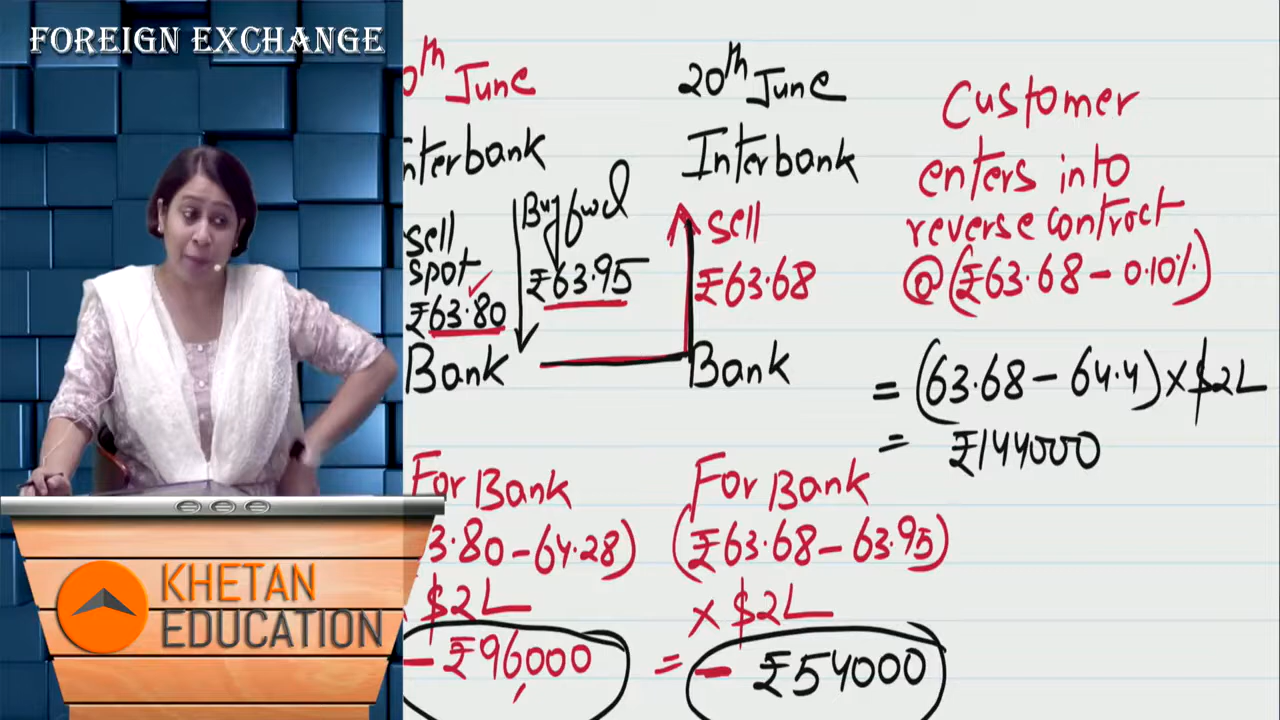 FOREIGN EXCHANGE
0th June
nterbank
sell
spot
₹63.80
Buy fwd
₹63.95
Bank
For Bank
3.80-64.28)
$2L
- ₹96000
20th June
Interbank
sell
₹63.68
Bank
For Bank
(₹63.68-63.95)
x $2L
= - ₹54000
Customer
enters into
reverse contract
@(₹63.68-0.10%)
= (63.68-64.4)x$2L
= ₹144000
KHETAN
EDUCATION